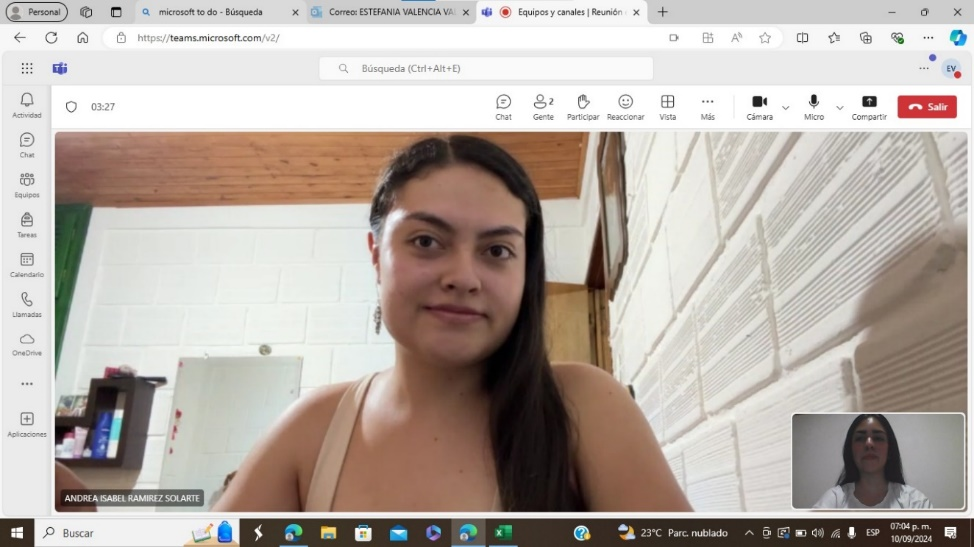 Personal
microsoft to do - Búsqueda
Correo: ESTEFANIA VALENCIA VAL
Equipos y canales | Reunión
https://teams.microsoft.com/v2/
Búsqueda (Ctrl+Alt+E)
EV
03:27
Chat
2
Gente
Participar
Reaccionar
Vista
Más
Cámara
Micro
Compartir
Salir
Actividad
Chat
Equipos
Tareas
Calendario
Llamadas
OneDrive
Aplicaciones
ANDREA ISABEL RAMIREZ SOLARTE
Buscar
23°C Parc. nublado
ESP
07:04 p. m.
10/09/2024